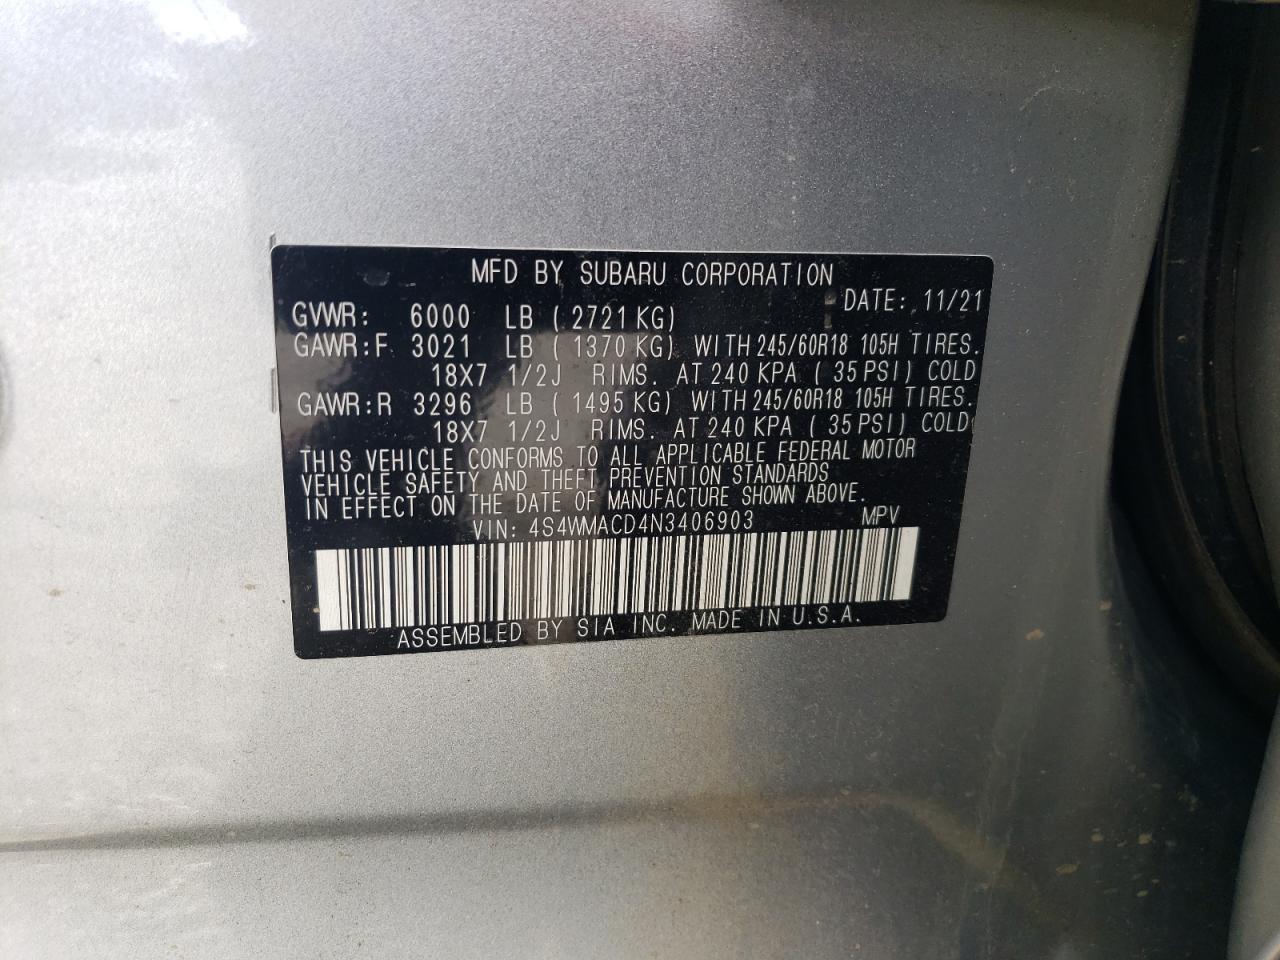 MFD BY SUBARU CORPORATION
DATE: 11/21
GVWR: 6000 LB ( 2721 KG)
GAWR:F 3021 LB ( 1370 KG) WITH 245/60R18 105H TIRES.
18X7 1/2J RIMS. AT 240 KPA ( 35 PSI) COLD
GAWR:R 3296 LB ( 1495 KG) WITH 245/60R18 105H TIRES.
18X7 1/2J RIMS. AT 240 KPA ( 35 PSI) COLD
THIS VEHICLE CONFORMS TO ALL APPLICABLE FEDERAL MOTOR
VEHICLE SAFETY AND THEFT PREVENTION STANDARDS
IN EFFECT ON THE DATE OF MANUFACTURE SHOWN ABOVE.
VIN: 4S4WMACD4N3406903 MPV
ASSEMBLED BY SIA INC. MADE IN U.S.A.